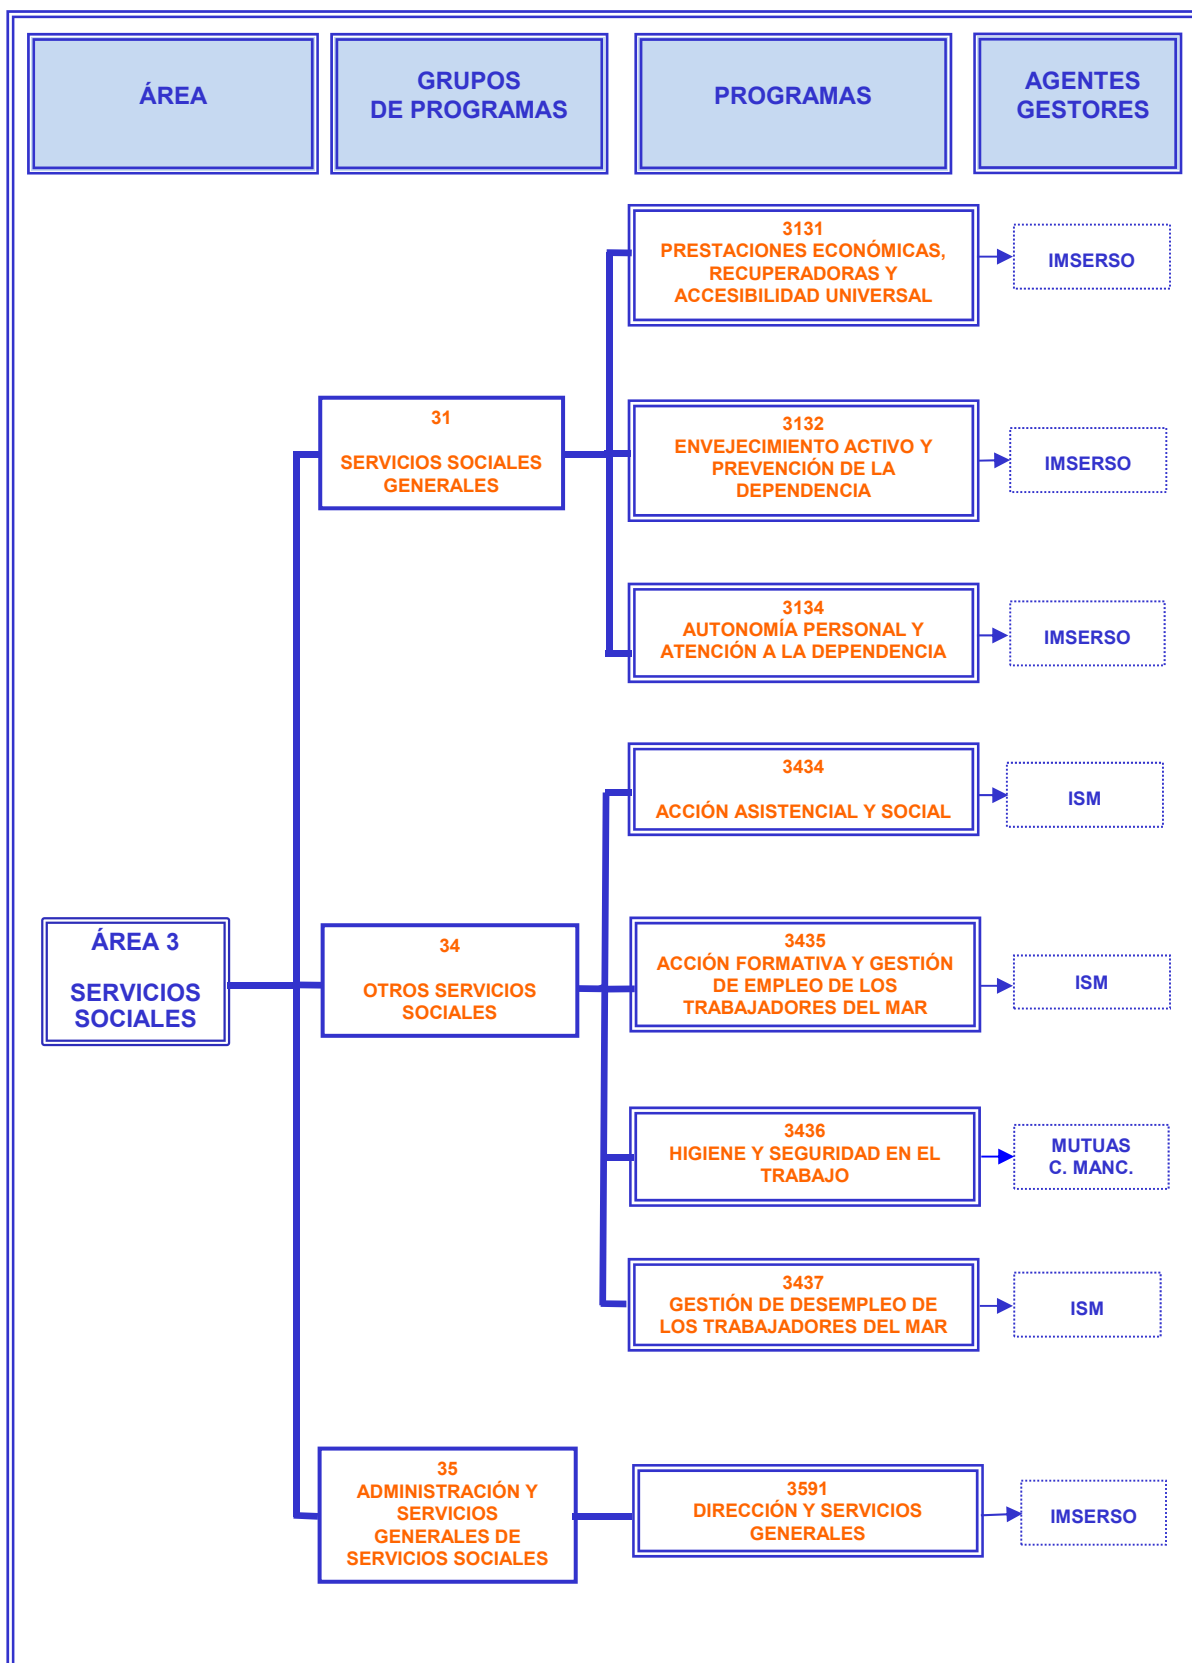 ÁREA
GRUPOS
DE PROGRAMAS
PROGRAMAS
AGENTES
GESTORES
3131
PRESTACIONES ECONÓMICAS,
RECUPERADORAS Y
ACCESIBILIDAD UNIVERSAL
IMSERSO
31
SERVICIOS SOCIALES
GENERALES
3132
ENVEJECIMIENTO ACTIVO Y
PREVENCIÓN DE LA
DEPENDENCIA
IMSERSO
3134
AUTONOMÍA PERSONAL Y
ATENCIÓN A LA DEPENDENCIA
IMSERSO
3434
ACCIÓN ASISTENCIAL Y SOCIAL
ISM
ÁREA 3
SERVICIOS
SOCIALES
34
OTROS SERVICIOS
SOCIALES
3435
ACCIÓN FORMATIVA Y GESTIÓN
DE EMPLEO DE LOS
TRABAJADORES DEL MAR
ISM
3436
HIGIENE Y SEGURIDAD EN EL
TRABAJO
MUTUAS
C. MANC.
3437
GESTIÓN DE DESEMPLEO DE
LOS TRABAJADORES DEL MAR
ISM
35
ADMINISTRACIÓN Y
SERVICIOS
GENERALES DE
SERVICIOS SOCIALES
3591
DIRECCIÓN Y SERVICIOS
GENERALES
IMSERSO